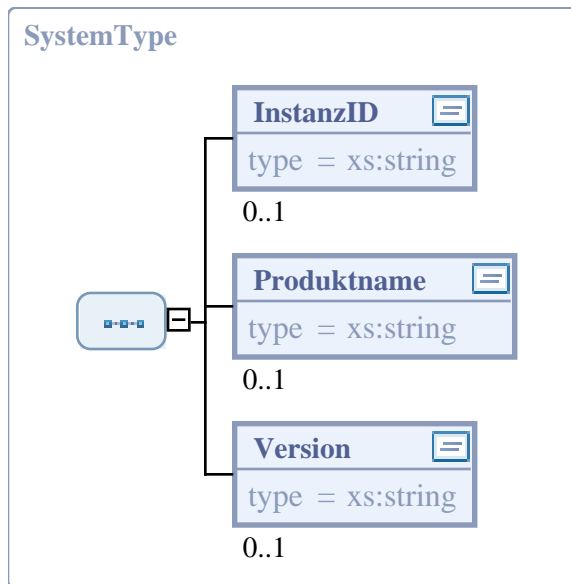 SystemType
InstanzID
type = xs:string
0..1
Produktname
type = xs:string
0..1
Version
type = xs:string
0..1